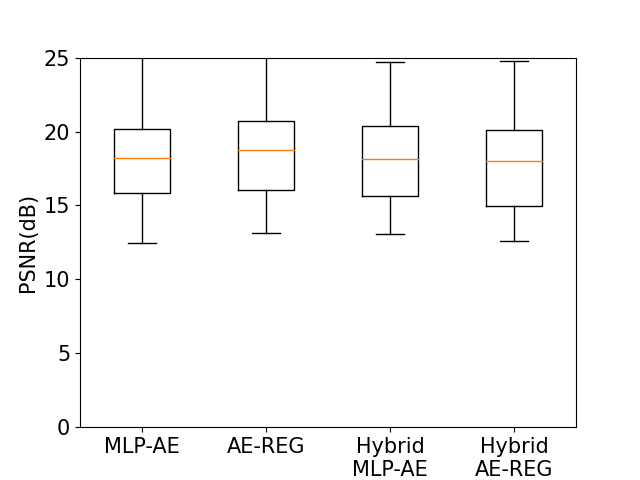 PSNR(dB)
25
20
15
10
5
0
MLP-AE
AE-REG
Hybrid
MLP-AE
Hybrid
AE-REG